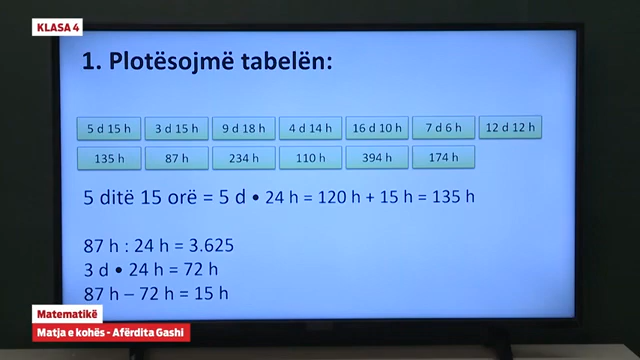 KLASA 4
1. Plotësojmë tabelën:
5 d 15 h 3 d 15 h 9 d 18 h 4 d 14 h 16 d 10 h 7 d 6 h 12 d 12 h
135 h 87 h 234 h 110 h 394 h 174 h
5 ditë 15 orë = 5 d • 24 h = 120 h + 15 h = 135 h
87 h : 24 h = 3.625
3 d • 24 h = 72 h
87 h – 72 h = 15 h
Matematikë
Matja e kohës - Afërdita Gashi